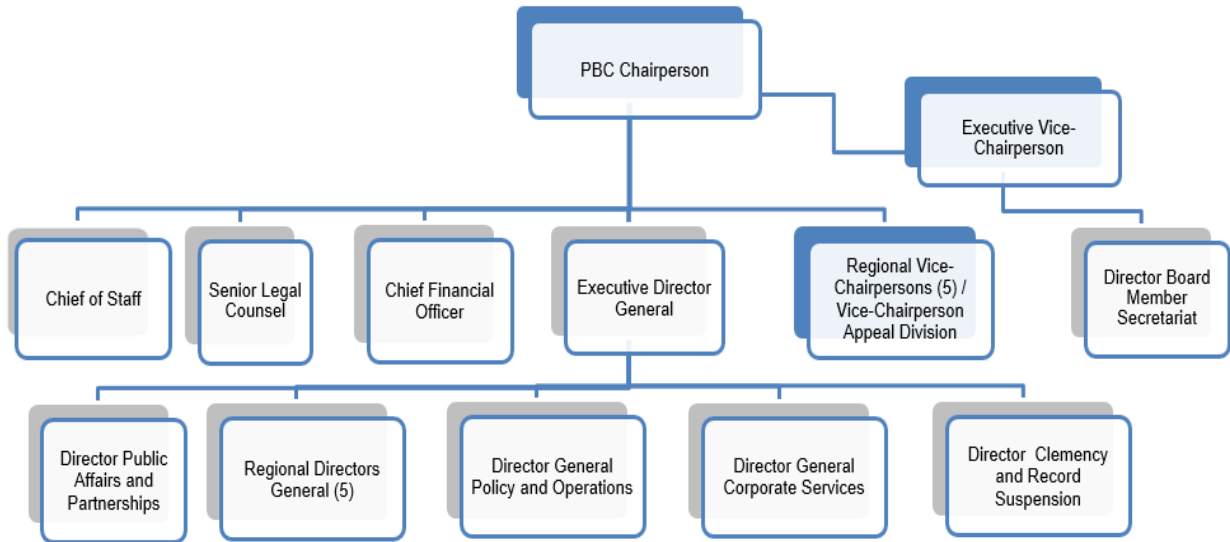 PBC Chairperson
Executive Vice-
Chairperson
Chief of Staff
Senior Legal
Counsel
Chief Financial
Officer
Executive Director
General
Regional Vice-
Chairpersons (5) /
Vice-Chairperson
Appeal Division
Director Board
Member
Secretariat
Director Public
Affairs and
Partnerships
Regional Directors
General (5)
Director General
Policy and Operations
Director General
Corporate Services
Director Clemency
and Record
Suspension